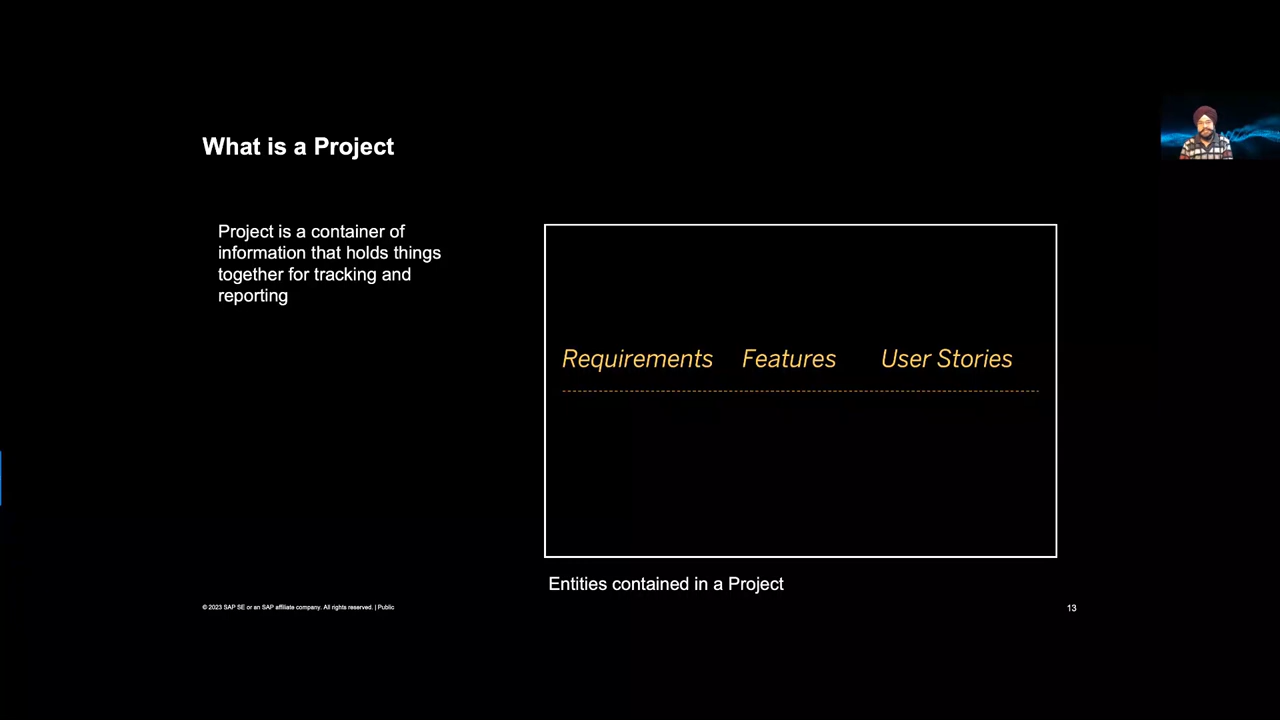 What is a Project
Project is a container of
information that holds things
together for tracking and
reporting
Requirements Features User Stories
Entities contained in a Project
© 2023 SAP SE or an SAP affiliate company. All rights reserved. | Public
13